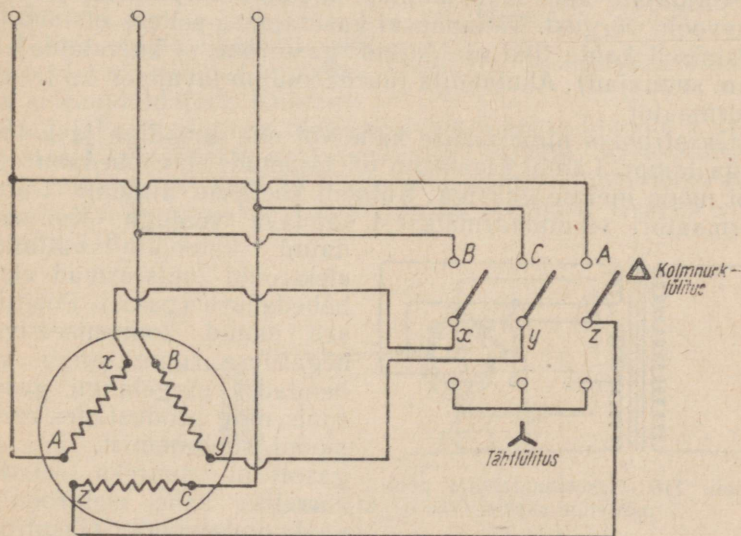 B C A
Kolmnurk-
lülitus
x y z
Tähtlülitus
x B
A y
z c